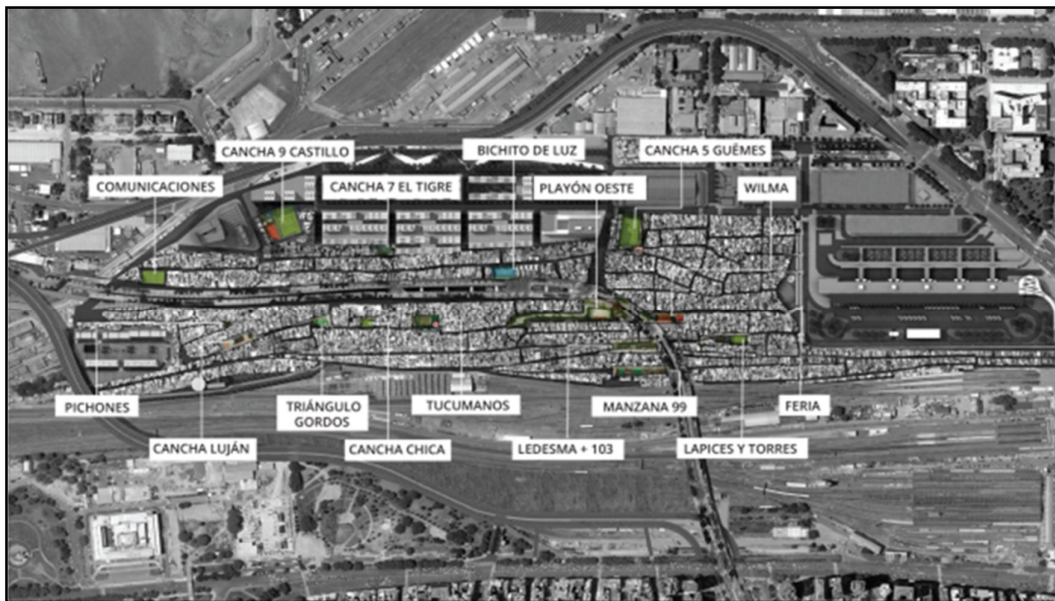 CANCHA 9 CASTILLO
BICHITO DE LUZ
CANCHA 5 GUËMES
COMUNICACIONES
CANCHA 7 EL TIGRE
PLAYÓN OESTE
WILMA
PICHONES
TRIÁNGULO
GORDOS
TUCUMANOS
MANZANA 99
FERIA
CANCHA LUJÁN
CANCHA CHICA
LEDESMA + 103
LAPICES Y TORRES